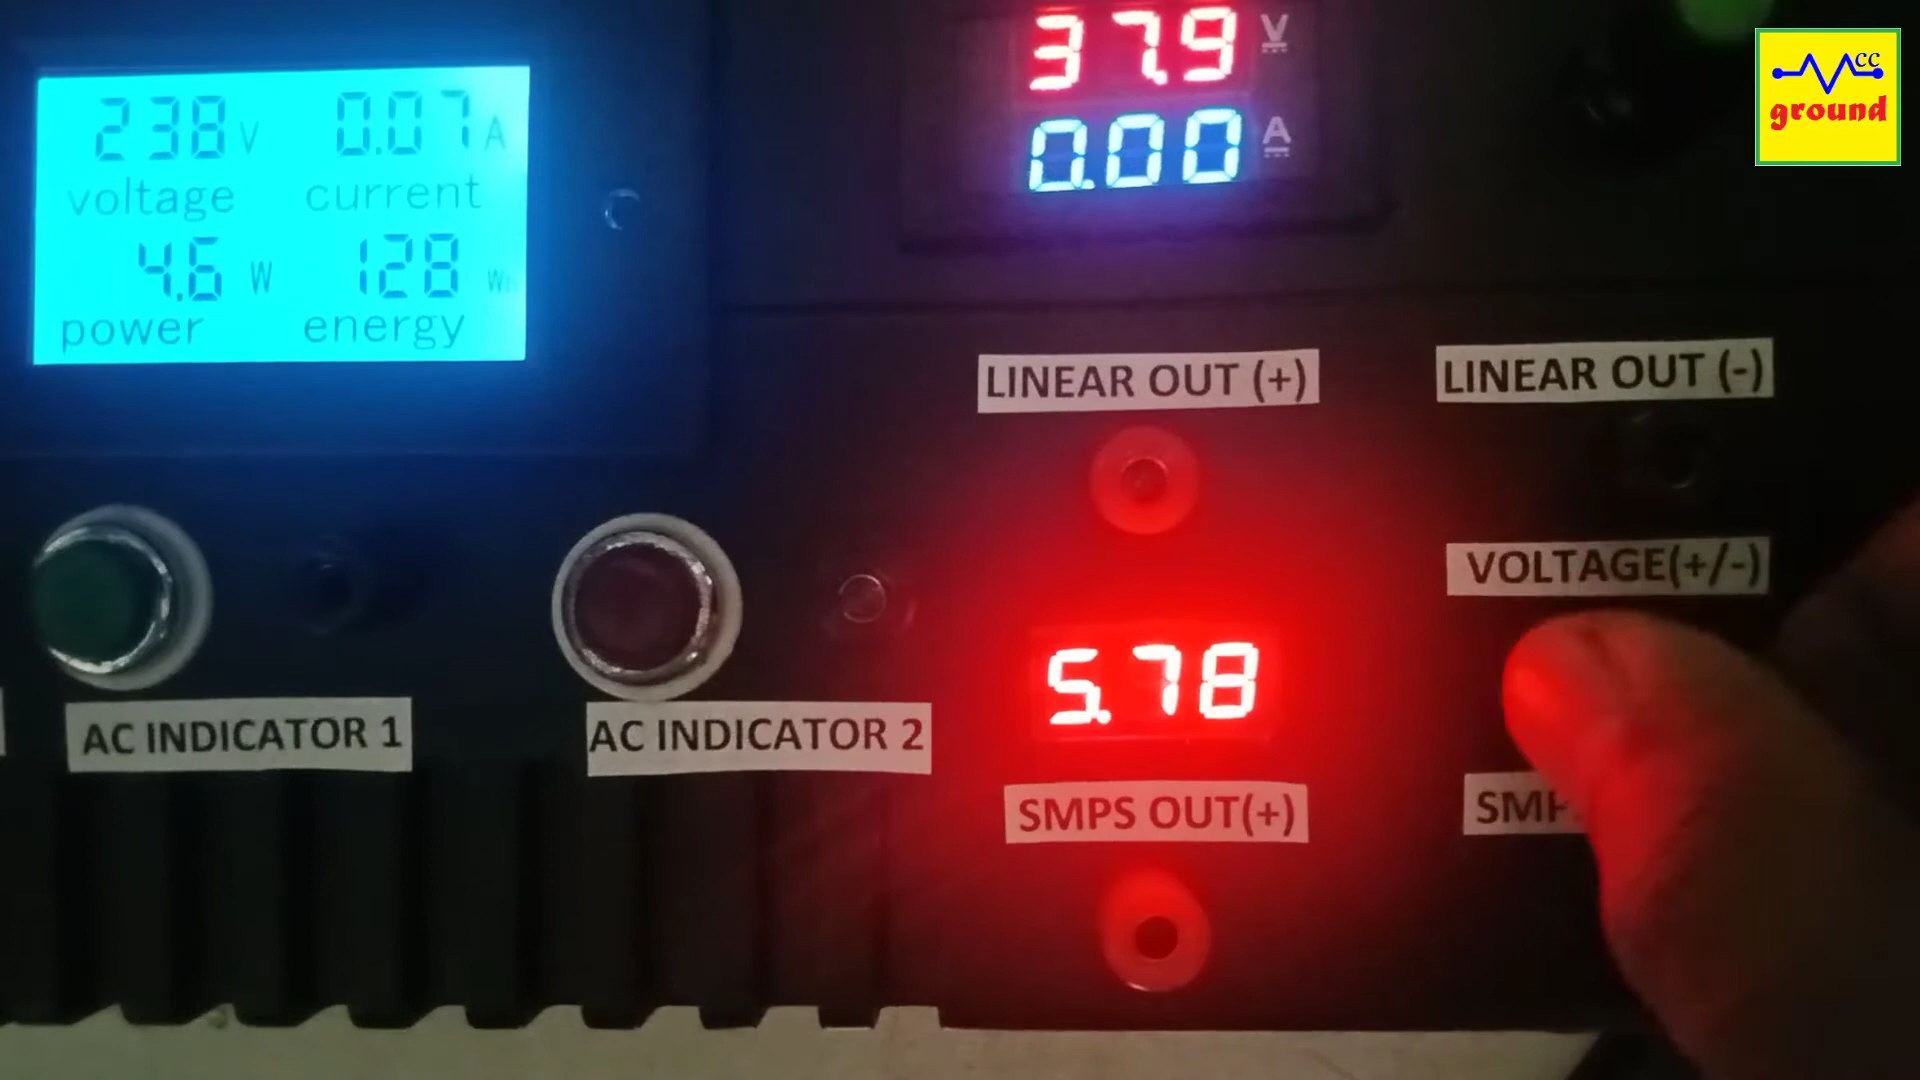 238 V 0.07 A
voltage current
4.6 W 128
power energy
37.9 V
0.00 A
CC
ground
LINEAR OUT (+)
LINEAR OUT (-)
VOLTAGE(+/-)
5.78
AC INDICATOR 1
AC INDICATOR 2
SMPS OUT(+)